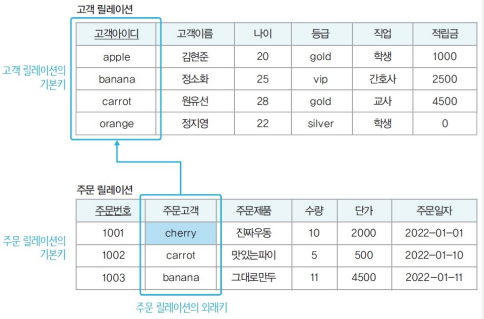 고객 릴레이션
고객아이디 고객이름 나이 등급 직업 적립금
apple 김현준 20 gold 학생 1000
고객 릴레이션의
기본키
banana 정소화 25 vip 간호사 2500
carrot 원유선 28 gold 교사 4500
orange 정지영 22 silver 학생 0
주문 릴레이션
주문번호 주문고객 주문제품 수량 단가 주문일자
주문 릴레이션의
기본키
1001 cherry 진짜우동 10 2000 2022-01-01
1002 carrot 맛있는파이 5 500 2022-01-10
1003 banana 그대로만두 11 4500 2022-01-11
주문 릴레이션의 외래키